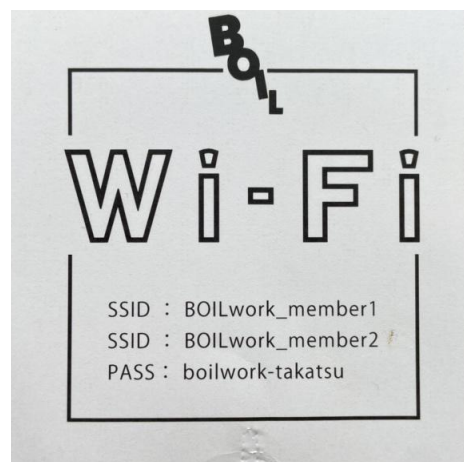 BOIL
Wi-Fi
SSID : BOILwork_member1
SSID : BOILwork_member2
PASS : boilwork-takatsu